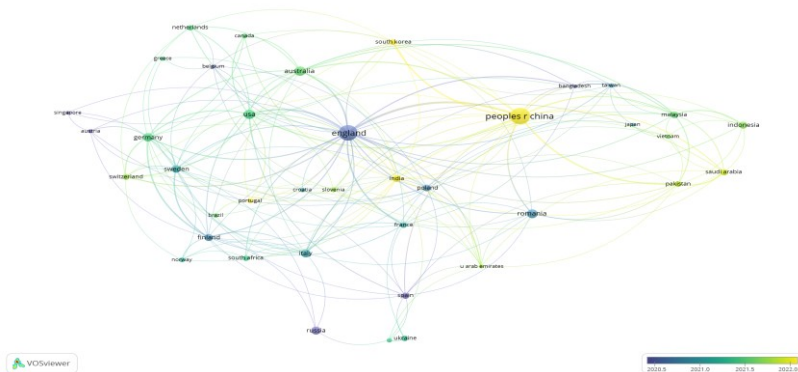 netherlands
canada
south korea
greece
belgium
australia
bangladesh
taiwan
singapore
usa
peoples r china
malaysia
japan
indonesia
austria
england
germany
vietnam
sweden
saudi arabia
switzerland
india
pakistan
croatia
slovenia
poland
portugal
brazil
romania
france
finland
italy
norway
south africa
u arab emirates
spain
russia
ukraine
VOSviewer
2020.5 2021.0 2021.5 2022.0